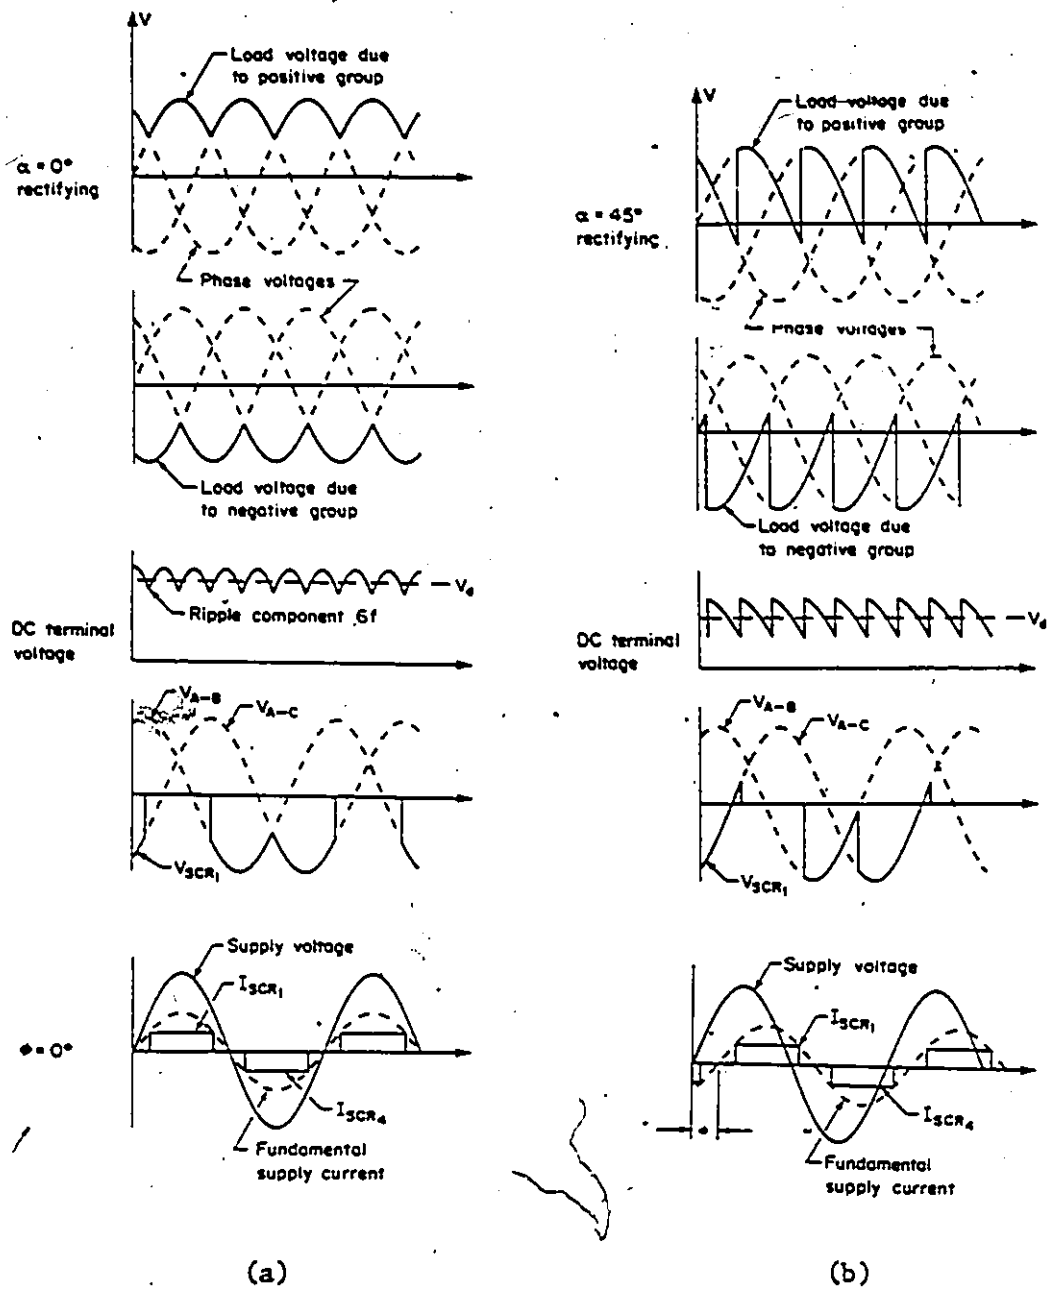 V
Load voltage due
to positive group
α = 0°
rectifying
Phase voltages
Load voltage due
to negative group
V_d
Ripple component 6f
DC terminal
voltage
V_A-B
V_A-C
V_SCR1
Supply voltage
I_SCR1
ϕ = 0°
I_SCR4
Fundamental
supply current
(a)
V
Load voltage due
to positive group
α = 45°
rectifying
Phase voltages
Load voltage due
to negative group
V_d
DC terminal
voltage
V_A-B
V_A-C
V_SCR1
Supply voltage
I_SCR1
I_SCR4
Fundamental
supply current
(b)